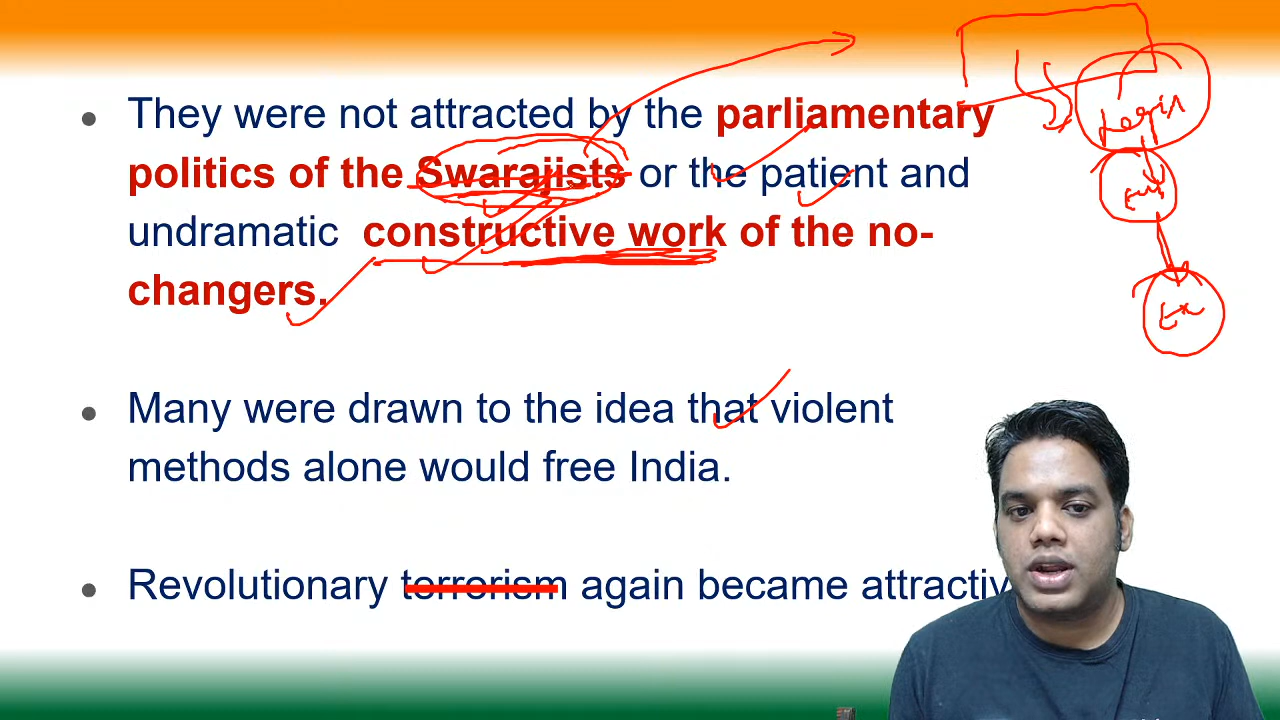 They were not attracted by the parliamentary
politics of the Swarajists or the patient and
undramatic constructive work of the no-
changers.
Many were drawn to the idea that violent
methods alone would free India.
Revolutionary terrorism again became attractiv